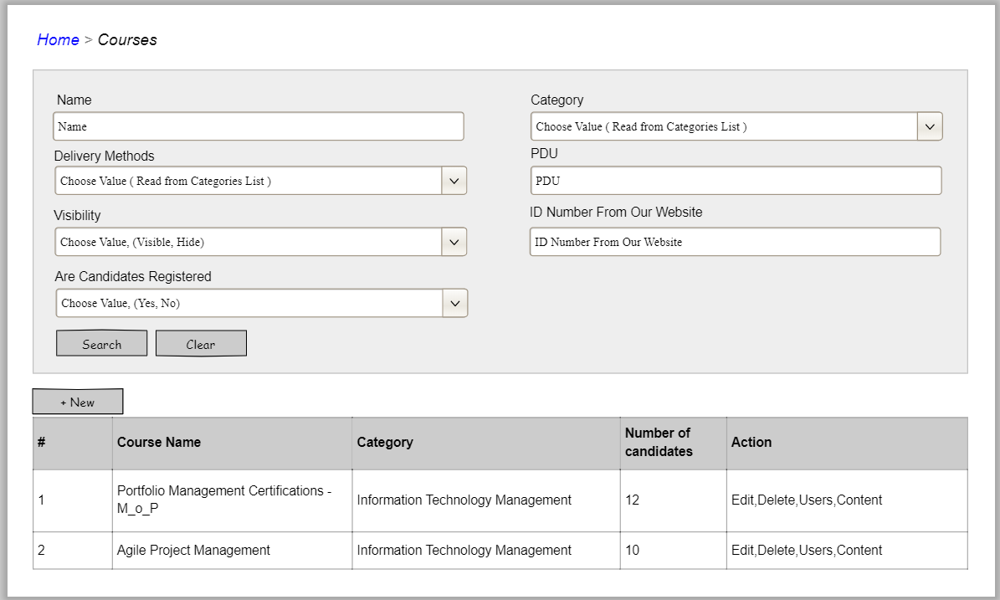 Home > Courses
Name
Category
Name
Choose Value ( Read from Categories List )
Delivery Methods
PDU
Choose Value ( Read from Categories List )
PDU
Visibility
ID Number From Our Website
Choose Value, (Visible, Hide)
ID Number From Our Website
Are Candidates Registered
Choose Value, (Yes, No)
Search
Clear
+ New
# Course Name Category Number of candidates Action
1 Portfolio Management Certifications - M_o_P Information Technology Management 12 Edit,Delete,Users,Content
2 Agile Project Management Information Technology Management 10 Edit,Delete,Users,Content